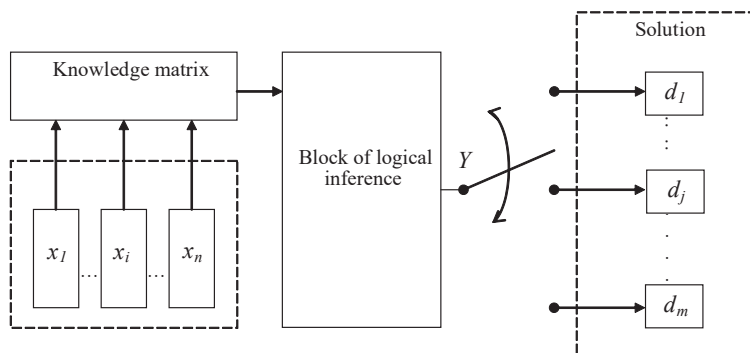 Solution
Knowledge matrix
d1
Block of logical
inference
Y
dj
x1 ... xi ... xn
dm